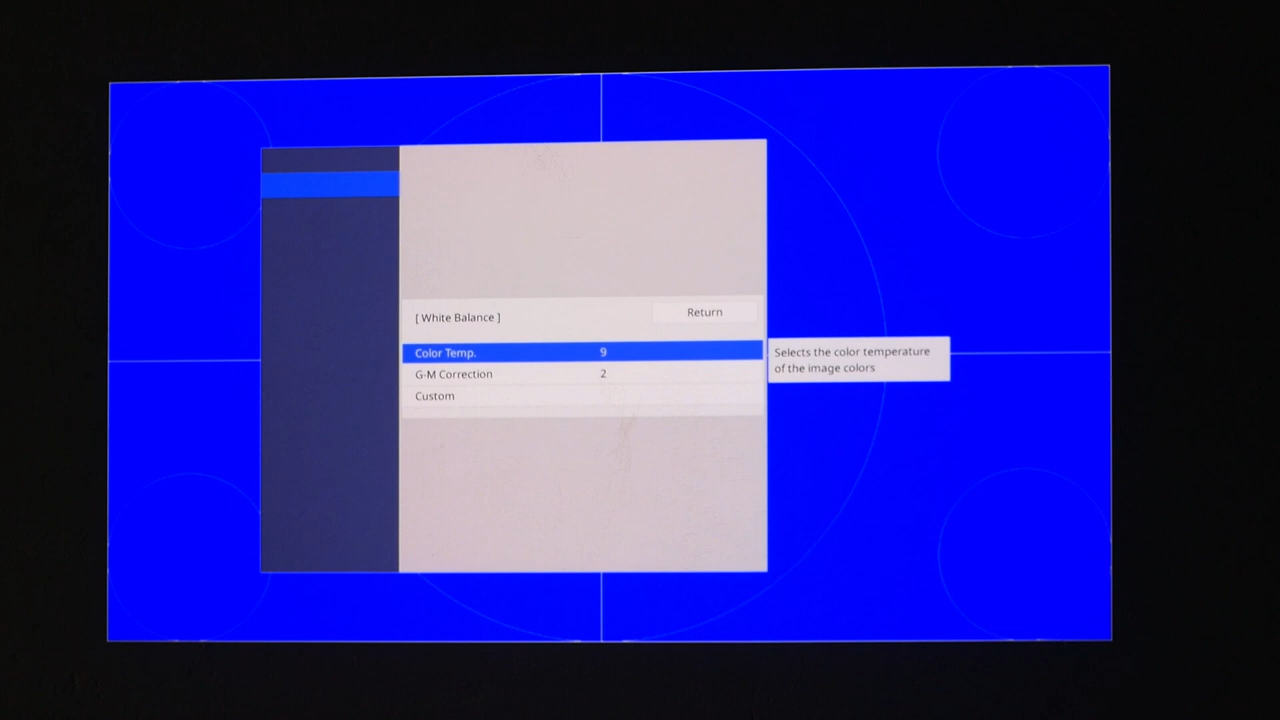 [ White Balance ]
Return
Color Temp. 9
G-M Correction 2
Custom
Selects the color temperature
of the image colors